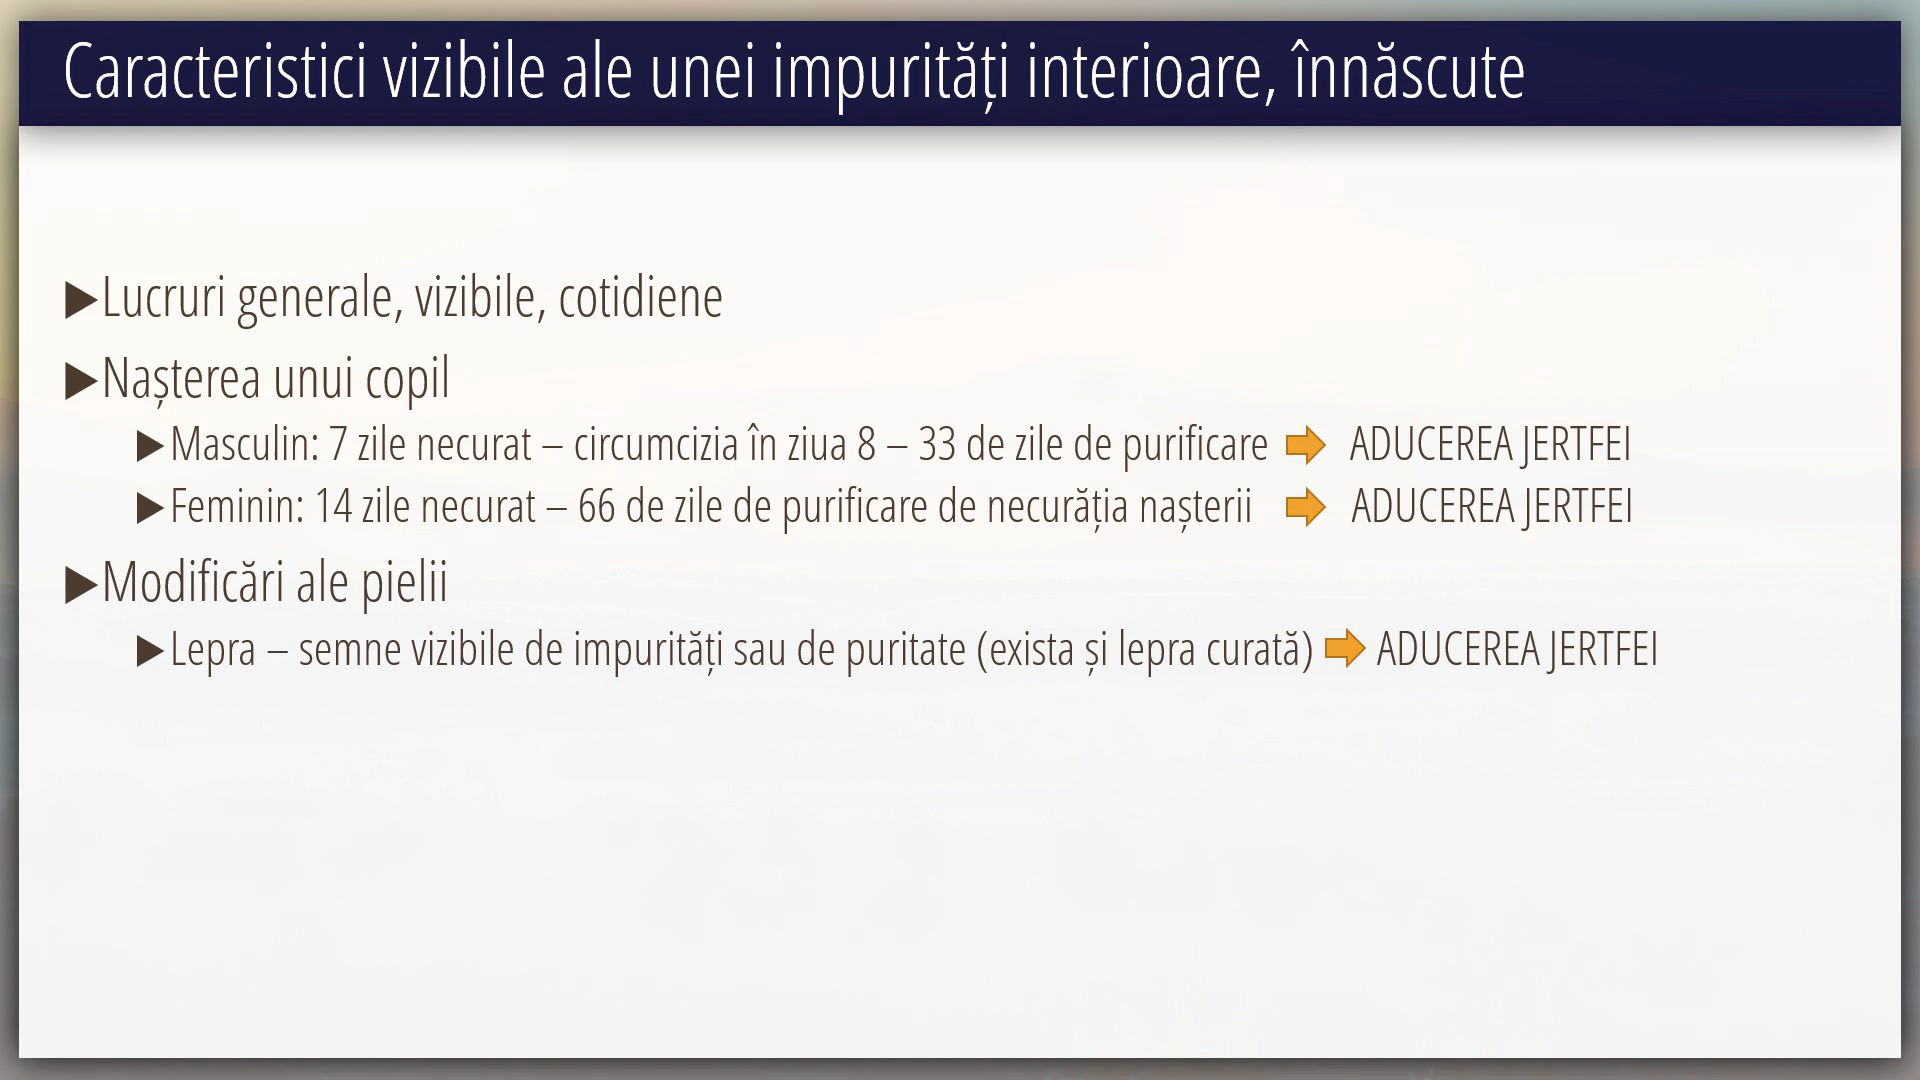 Caracteristici vizibile ale unei impurități interioare, înnăscute
▶Lucruri generale, vizibile, cotidiene
▶Nașterea unui copil
▶Masculin: 7 zile necurat – circumcizia în ziua 8 – 33 de zile de purificare ADUCEREA JERTFEI
▶Feminin: 14 zile necurat – 66 de zile de purificare de necurăția nașterii ADUCEREA JERTFEI
▶Modificări ale pielii
▶Lepra – semne vizibile de impurități sau de puritate (exista și lepra curată) ADUCEREA JERTFEI